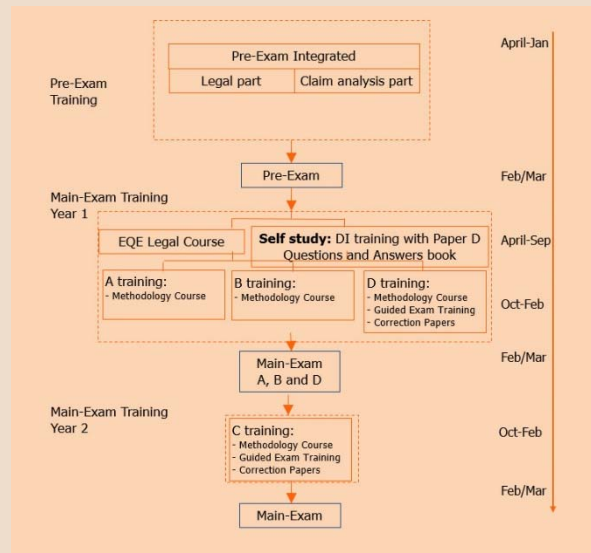 Pre-Exam Integrated
Legal part
Claim analysis part
April-Jan
Pre-Exam
Training
Pre-Exam
Feb/Mar
Main-Exam Training
Year 1
EQE Legal Course
Self study: DI training with Paper D
Questions and Answers book
April-Sep
A training:
- Methodology Course
B training:
- Methodology Course
D training:
- Methodology Course
- Guided Exam Training
- Correction Papers
Oct-Feb
Main-Exam
A, B and D
Feb/Mar
Main-Exam Training
Year 2
C training:
- Methodology Course
- Guided Exam Training
- Correction Papers
Oct-Feb
Main-Exam
Feb/Mar